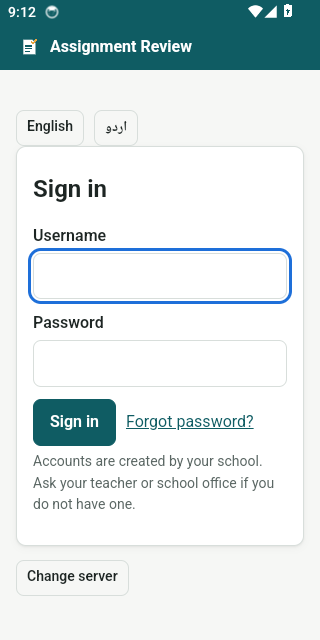 9:12
Assignment Review
English
اردو
Sign in
Username
Password
Sign in
Forgot password?
Accounts are created by your school.
Ask your teacher or school office if you
do not have one.
Change server